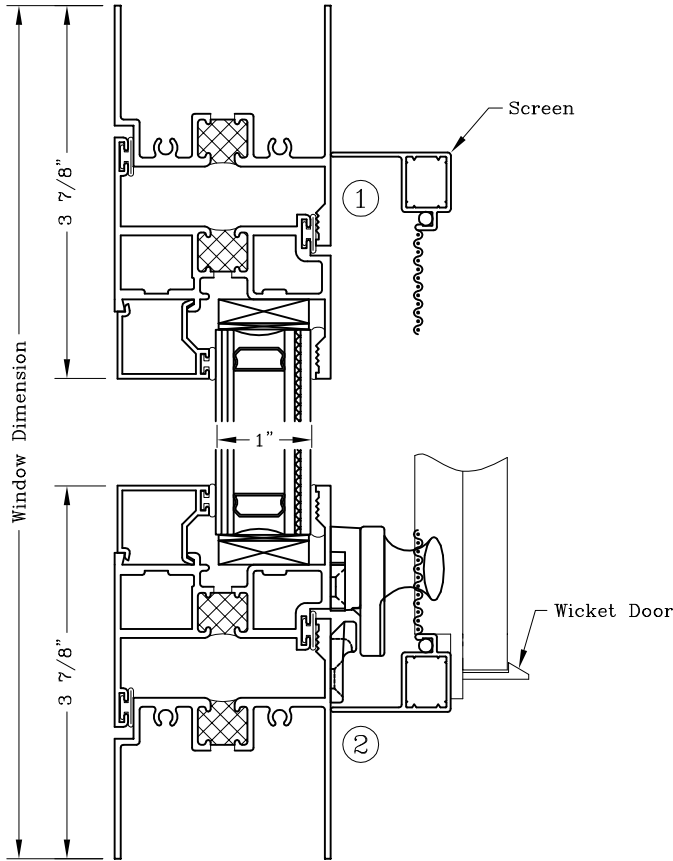 Screen
3 7/8"
1
Window Dimension
1"
Wicket Door
3 7/8"
2